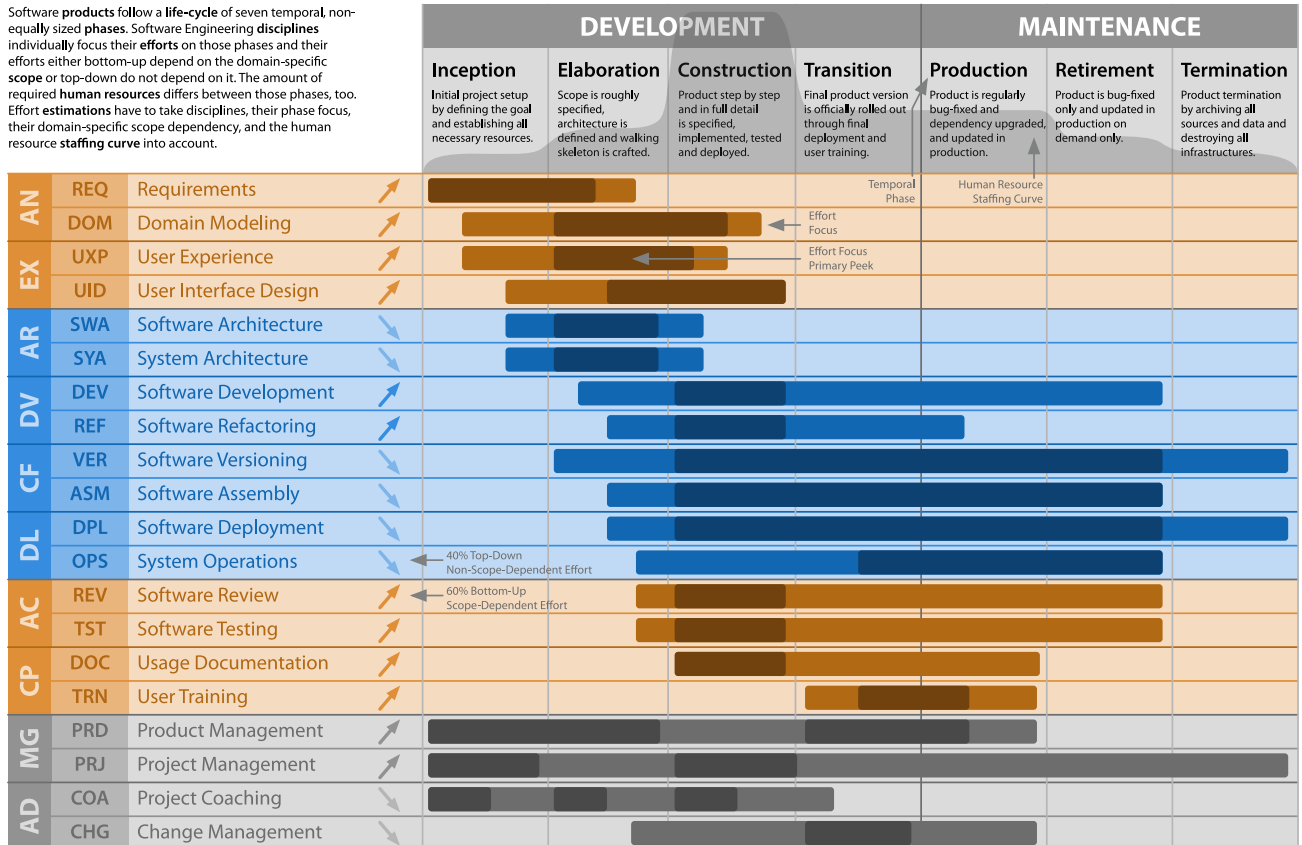 Software products follow a life-cycle of seven temporal, non-
equally sized phases. Software Engineering disciplines
individually focus their efforts on those phases and their
efforts either bottom-up depend on the domain-specific
scope or top-down do not depend on it. The amount of
required human resources differs between those phases, too.
Effort estimations have to take disciplines, their phase focus,
their domain-specific scope dependency, and the human
resource staffing curve into account.
DEVELOPMENT
MAINTENANCE
Inception
Initial project setup
by defining the goal
and establishing all
necessary resources.
Elaboration
Scope is roughly
specified,
architecture is
defined and walking
skeleton is crafted.
Construction
Product step by step
and in full detail
is specified,
implemented, tested
and deployed.
Transition
Final product version
is officially rolled out
through final
deployment and
user training.
Production
Product is regularly
bug-fixed and
dependency upgraded,
and updated in
production.
Retirement
Product is bug-fixed
only and updated in
production on
demand only.
Termination
Product termination
by archiving all
sources and data and
destroying all
infrastructures.
Temporal
Phase
Human Resource
Staffing Curve
AN
REQ Requirements
DOM Domain Modeling
Effort
Focus
EX
UXP User Experience
Effort Focus
Primary Peek
UID User Interface Design
AR
SWA Software Architecture
SYA System Architecture
DV
DEV Software Development
REF Software Refactoring
CF
VER Software Versioning
ASM Software Assembly
DL
DPL Software Deployment
OPS System Operations
40% Top-Down
Non-Scope-Dependent Effort
AC
REV Software Review
60% Bottom-Up
Scope-Dependent Effort
TST Software Testing
CP
DOC Usage Documentation
TRN User Training
MG
PRD Product Management
PRJ Project Management
AD
COA Project Coaching
CHG Change Management